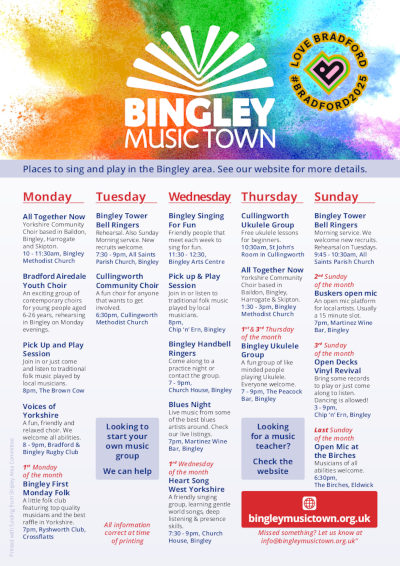 LOVE BRADFORD
#BRADFORD2025
BINGLEY
MUSIC TOWN
Places to sing and play in the Bingley area. See our website for more details.
Monday
All Together Now
Yorkshire Community
Choir based in Baildon,
Bingley, Harrogate
and Skipton.
10 - 11:30am, Bingley
Methodist Church
Bradford Airedale
Youth Choir
An exciting group of
contemporary choirs
for young people aged
6-26 years, rehearsing
in Bingley on Monday
evenings.
Pick Up and Play
Session
Join in or just come
and listen to traditional
folk music played by
local musicians.
8pm, The Brown Cow
Voices of
Yorkshire
A fun, friendly and
relaxed choir. We
welcome all abilities.
8 - 9pm, Bradford &
Bingley Rugby Club
1st Monday
of the month
Bingley First
Monday Folk
A little folk club
featuring top quality
musicians and the best
raffle in Yorkshire.
7pm, Ryshworth Club,
Crossflatts
Tuesday
Bingley Tower
Bell Ringers
Rehearsal. Also Sunday
Morning service. New
recruits welcome.
7:30 - 9pm, All Saints
Parish Church, Bingley
Cullingworth
Community Choir
A fun choir for anyone
that wants to get
involved.
6:30pm, Cullingworth
Methodist Church
Looking to
start your
own music
group
We can help
All information
correct at time
of printing
Wednesday
Bingley Singing
For Fun
Friendly people that
meet each week to
sing for fun.
11:30 - 12:30,
Bingley Arts Centre
Pick up & Play
Session
Join in or listen to
traditional folk music
played by local
musicians.
8pm,
Chip 'n' Ern, Bingley
Bingley Handbell
Ringers
Come along to a
practice night or
contact the group.
7 - 9pm,
Church House, Bingley
Blues Night
Live music from some
of the best blues
artists around. Check
our live listings.
7pm, Martinez Wine
Bar, Bingley
1st Wednesday
of the month
Heart Song
West Yorkshire
A friendly singing
group, learning gentle
world songs, deep
listening & presence
skills.
7:30 - 9pm, Church
House, Bingley
Thursday
Cullingworth
Ukulele Group
Free ukulele lessons
for beginners.
10:30am, St John's
Room in Cullingworth
All Together Now
Yorkshire Community
Choir based in
Baildon, Bingley,
Harrogate & Skipton.
1:30 - 3pm, Bingley
Methodist Church
1st & 3rd Thursday
of the month
Bingley Ukulele
Group
A fun group of like
minded people
playing Ukulele.
Everyone welcome.
7 - 9pm, The Peacock
Bar, Bingley
Looking
for a music
teacher?
Check the
website
Sunday
Bingley Tower
Bell Ringers
Morning service. We
welcome new recruits.
Rehearsal on Tuesdays.
9:45 - 10:30am, All
Saints Parish Church
2nd Sunday
of the month
Buskers open mic
An open mic platform
for local artists. Usually
a 15 minute slot.
7pm, Martinez Wine
Bar, Bingley
3rd Sunday
of the month
Open Decks
Vinyl Revival
Bring some records
to play or just come
along to listen.
Dancing is allowed!
3 - 9pm,
Chip 'n' Ern, Bingley
Last Sunday
of the month
Open Mic at
the Birches
Musicians of all
abilities welcome.
6:30pm,
The Birches, Eldwick
bingleymusictown.org.uk
Missed something? Let us know at
info@bingleymusictown.org.uk"